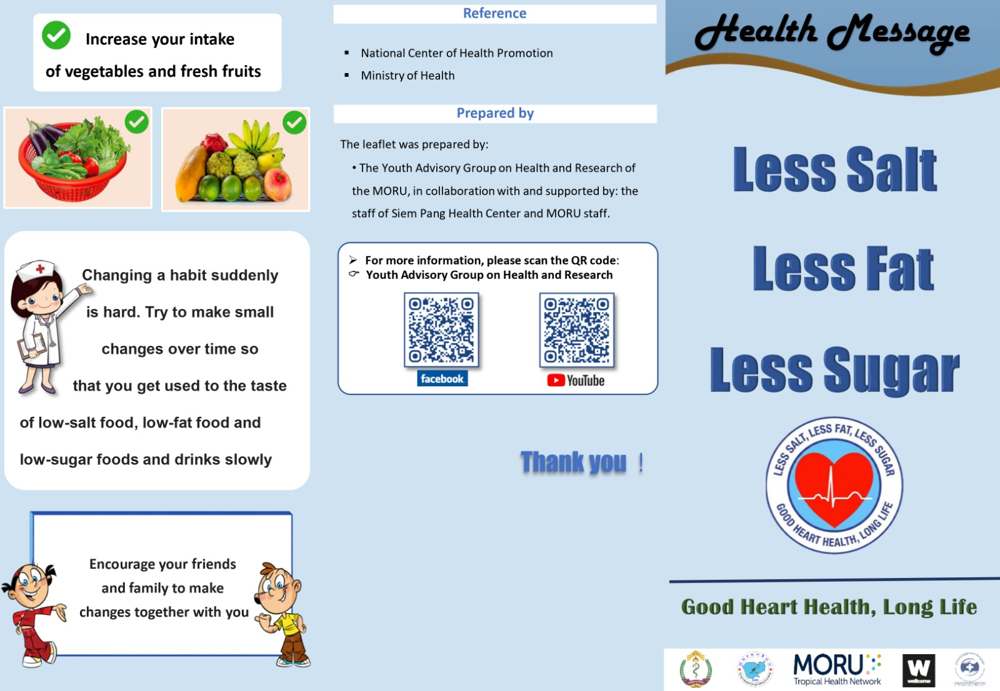 Increase your intake
of vegetables and fresh fruits
Changing a habit suddenly
is hard. Try to make small
changes over time so
that you get used to the taste
of low-salt food, low-fat food and
low-sugar foods and drinks slowly
Encourage your friends
and family to make
changes together with you
Reference
▪ National Center of Health Promotion
▪ Ministry of Health
Prepared by
The leaflet was prepared by:
• The Youth Advisory Group on Health and Research of
the MORU, in collaboration with and supported by: the
staff of Siem Pang Health Center and MORU staff.
➢ For more information, please scan the QR code:
☞ Youth Advisory Group on Health and Research
facebook
YouTube
Thank you !
Health Message
Less Salt
Less Fat
Less Sugar
LESS SALT, LESS FAT, LESS SUGAR
GOOD HEART HEALTH, LONG LIFE
Good Heart Health, Long Life
MORU
Tropical Health Network
W
wellcome